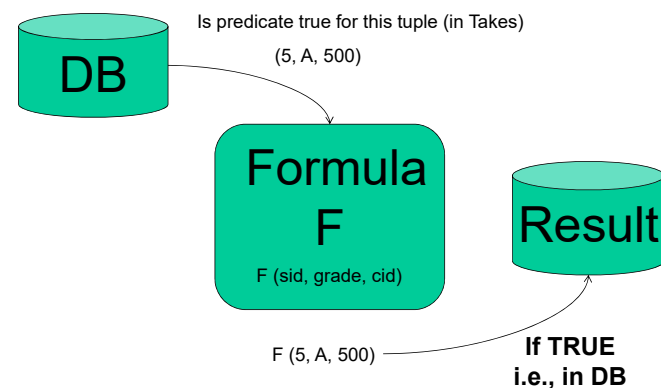 Is predicate true for this tuple (in Takes)
(5, A, 500)
DB
Formula
F
F (sid, grade, cid)
Result
F (5, A, 500)
If TRUE
i.e., in DB